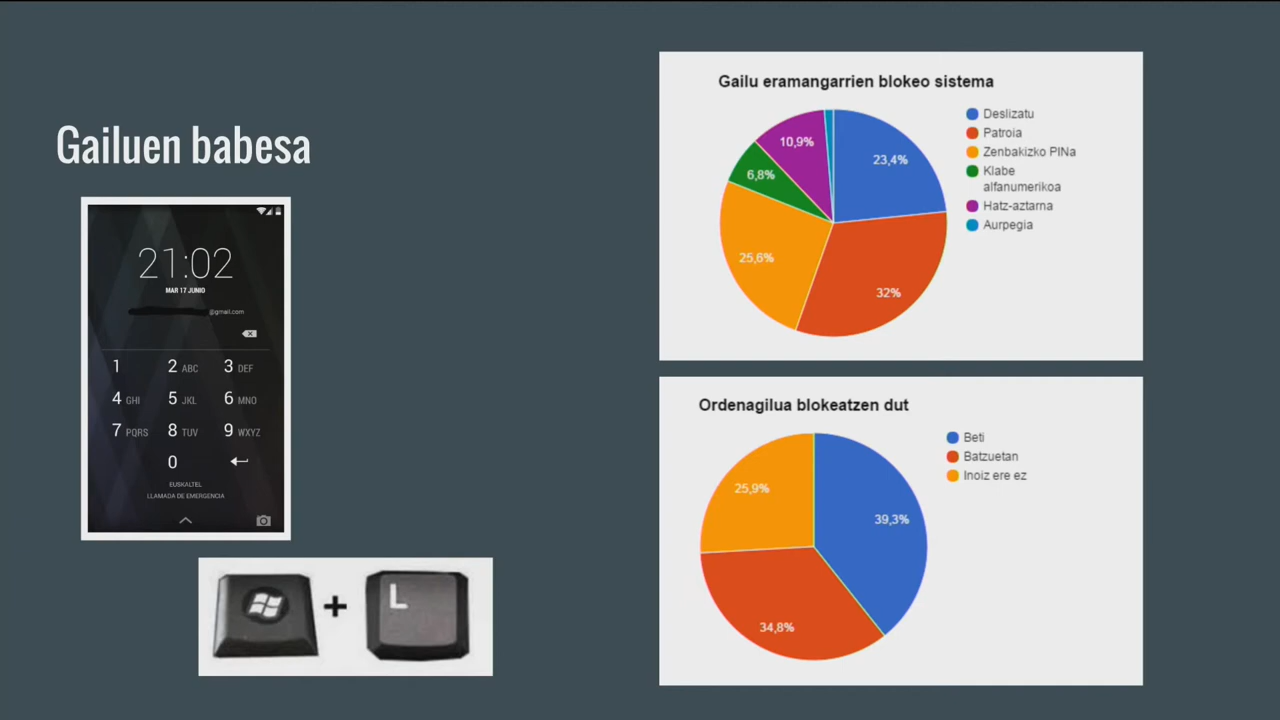 Gailuen babesa
21:02
MAR 17 JUNIO
@gmail.com
1 2 ABC 3 DEF
4 GHI 5 JKL 6 MNO
7 PQRS 8 TUV 9 WXYZ
0
EUSKALTEL
LLAMADA DE EMERGENCIA
+ L
Gailu eramangarrien blokeo sistema
10,9%
23,4%
6,8%
25,6%
32%
Deslizatu
Patroia
Zenbakizko PINa
Klabe
alfanumerikoa
Hatz-aztarna
Aurpegia
Ordenagilua blokeatzen dut
25,9%
39,3%
34,8%
Beti
Batzuetan
Inoiz ere ez